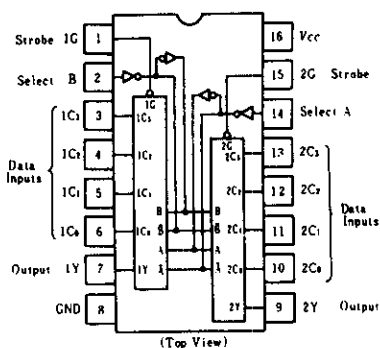 Strobe 1G 1
Select B 2
1C3 3
1C2 4
1C1 5
1C0 6
Data Inputs
Output 1Y 7
GND 8
16 Vcc
15 2G Strobe
14 Select A
13 2C3
12 2C2
11 2C1
10 2C0
Data Inputs
9 2Y Output
1G
1C3
1C2
1C1
1C0
1Y
B
B̅
A
A̅
2G
2C3
2C2
2C1
2C0
2Y
B
B̅
A
A̅
(Top View)